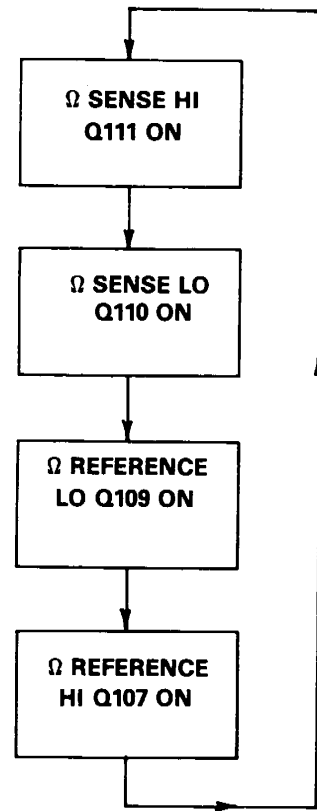 Ω SENSE HI
Q111 ON
Ω SENSE LO
Q110 ON
Ω REFERENCE
LO Q109 ON
Ω REFERENCE
HI Q107 ON